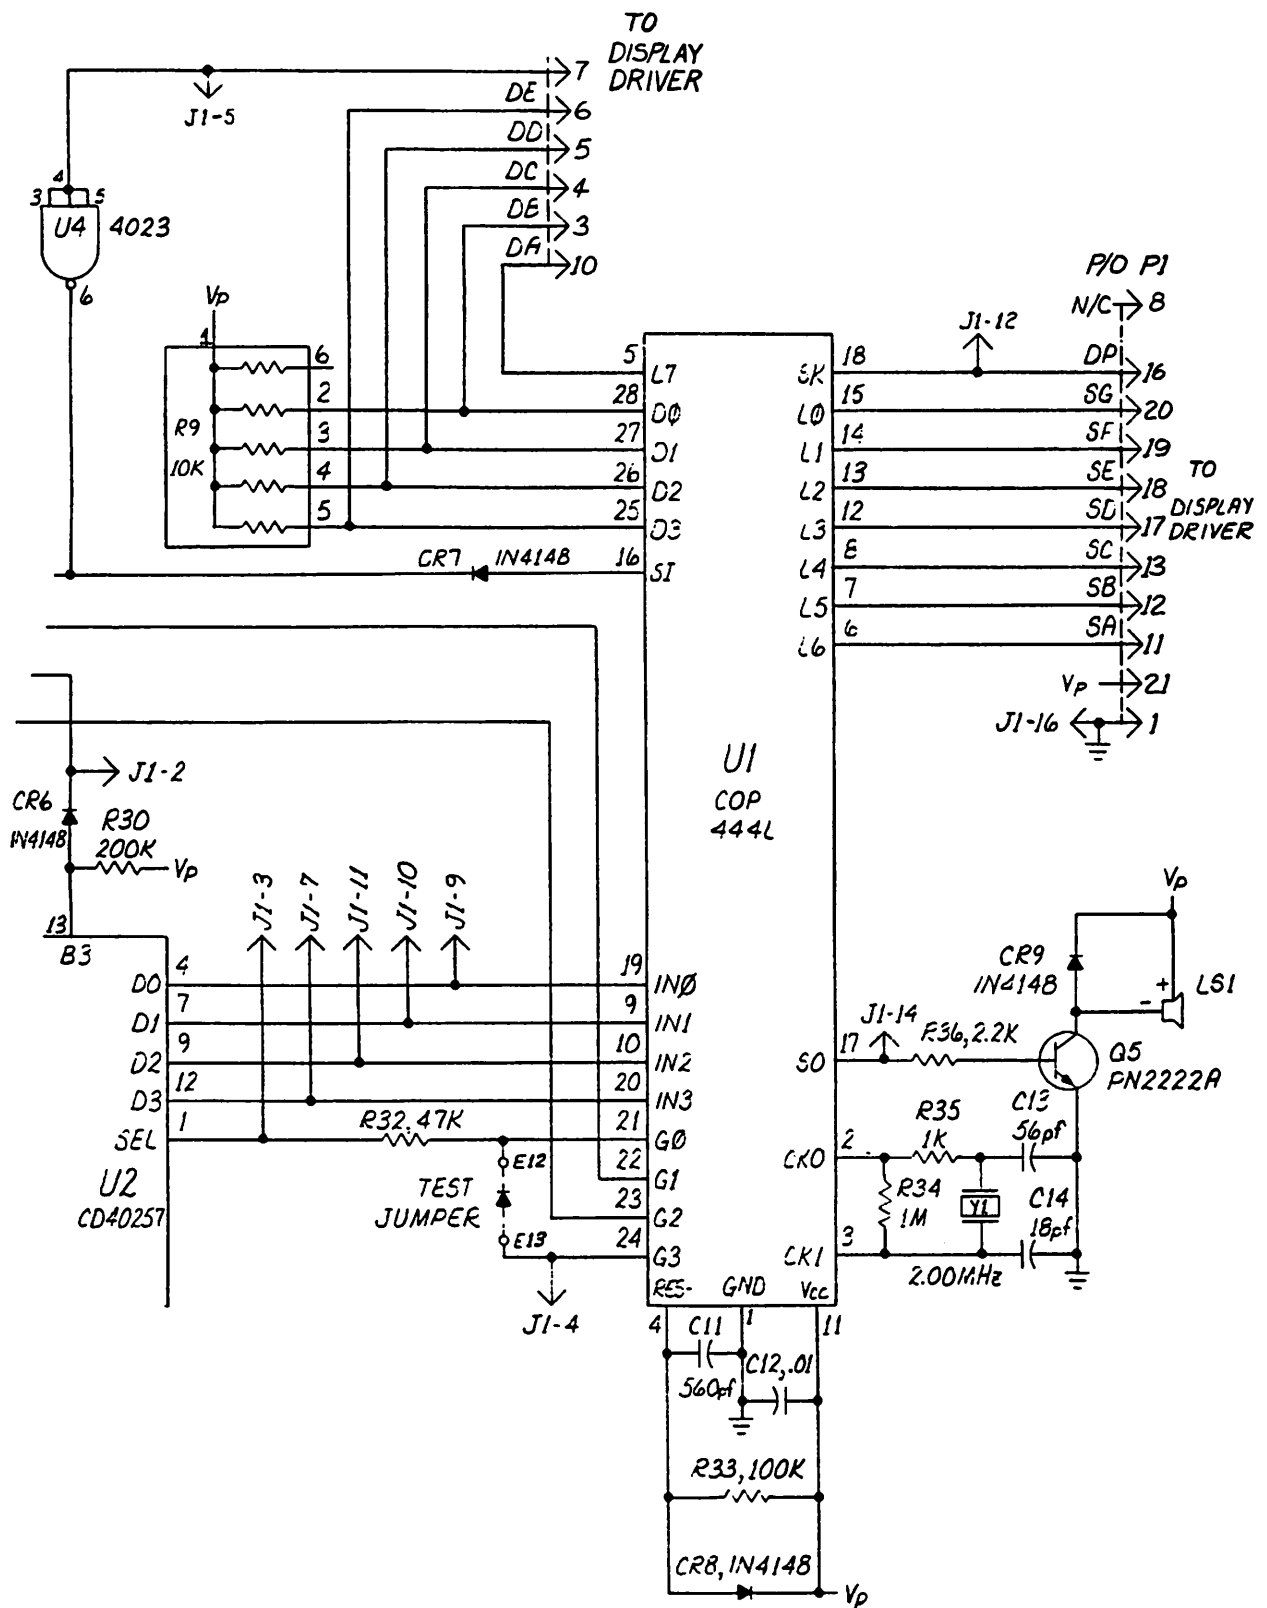 TO
DISPLAY
DRIVER
7
J1-5
DE
6
DD
5
DC
4
DB
3
DA
10
4
3
5
U4 4023
6
Vp
1
6
2
3
4
5
R9
10K
P/O P1
N/C 8
J1-12
5
L7
28
D0
27
D1
26
D2
25
D3
16
SI
CR7 IN4148
18
SK
DP
16
15
L0
SG
20
14
L1
SF
19
13
L2
SE
18
12
L3
SD
17
8
L4
SC
13
7
L5
SB
12
6
L6
SA
11
TO
DISPLAY
DRIVER
Vp 21
J1-16 1
U1
COP
444L
J1-2
CR6
IN4148
R30
200K
Vp
13
B3
J1-3
J1-7
J1-11
J1-10
J1-9
D0
4
D1
7
D2
9
D3
12
SEL
1
U2
CD40257
19
INØ
9
IN1
10
IN2
20
IN3
R32, 47K
21
GØ
22
G1
23
G2
24
G3
E12
TEST
JUMPER
E13
J1-4
Vp
CR9
IN4148
+
-
LS1
J1-14
17
SO
R36, 2.2K
Q5
PN2222A
2
CKO
R35
1K
C13
56pf
R34
1M
Y1
C14
18pf
3
CKI
2.00MHz
RES-
GND
Vcc
4
1
11
C11
560pf
C12, .01
R33, 100K
CR8, IN4148
Vp